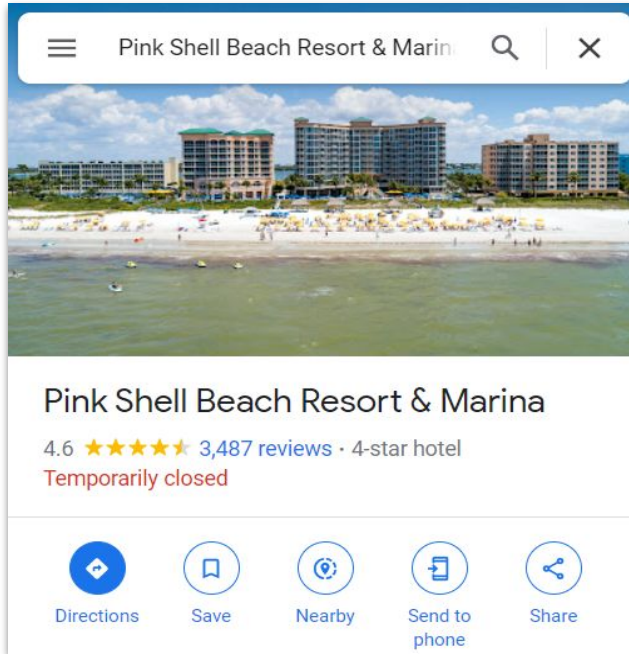 Pink Shell Beach Resort & Marin
Pink Shell Beach Resort & Marina
4.6 3,487 reviews · 4-star hotel
Temporarily closed
Directions Save Nearby Send to phone Share